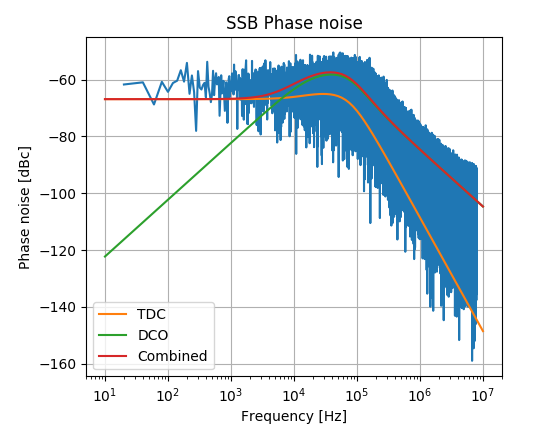 SSB Phase noise
Phase noise [dBc]
−60
−80
−100
−120
−140
−160
TDC
DCO
Combined
10¹ 10² 10³ 10⁴ 10⁵ 10⁶ 10⁷
Frequency [Hz]